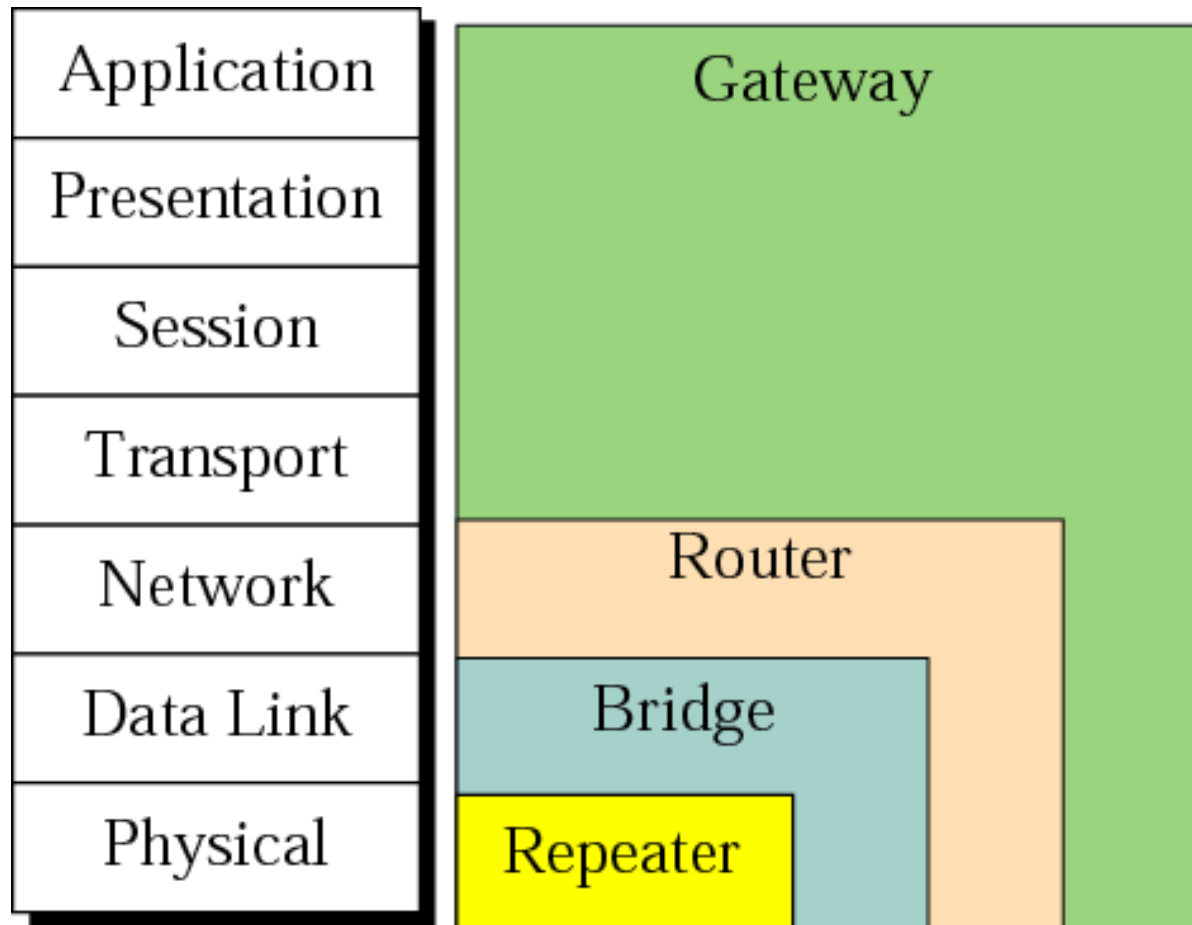 Application
Presentation
Session
Transport
Network
Data Link
Physical
Gateway
Router
Bridge
Repeater